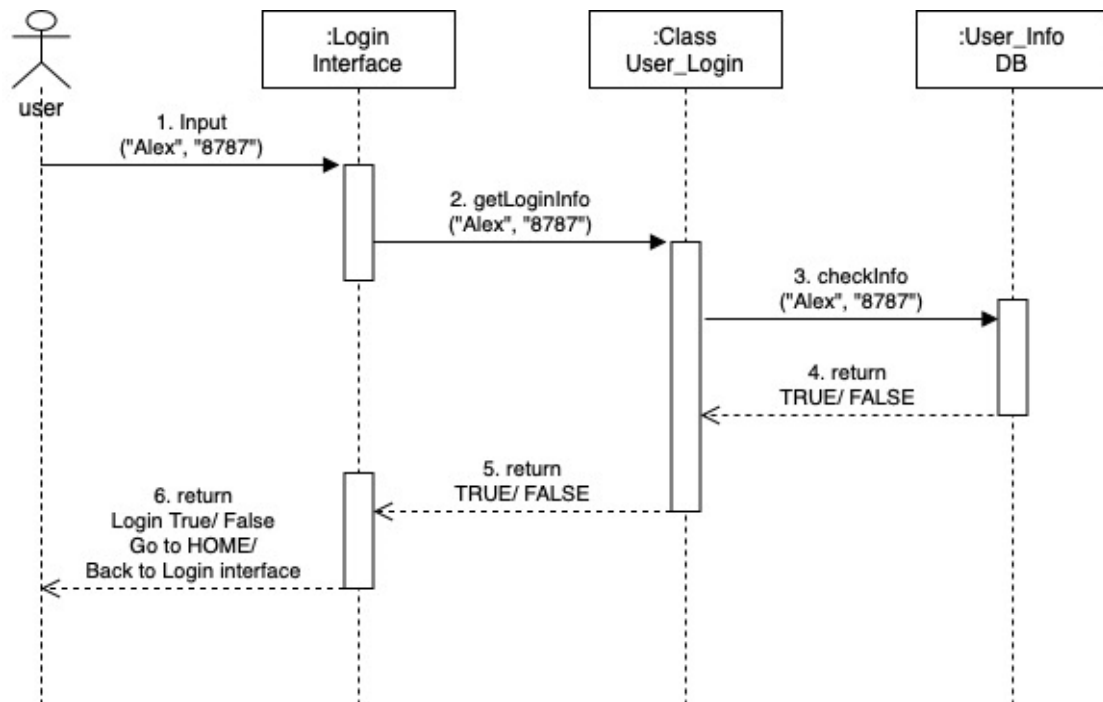 :Login
Interface
:Class
User_Login
:User_Info
DB
user
1. Input
("Alex", "8787")
2. getLoginInfo
("Alex", "8787")
3. checkInfo
("Alex", "8787")
4. return
TRUE/ FALSE
5. return
TRUE/ FALSE
6. return
Login True/ False
Go to HOME/
Back to Login interface